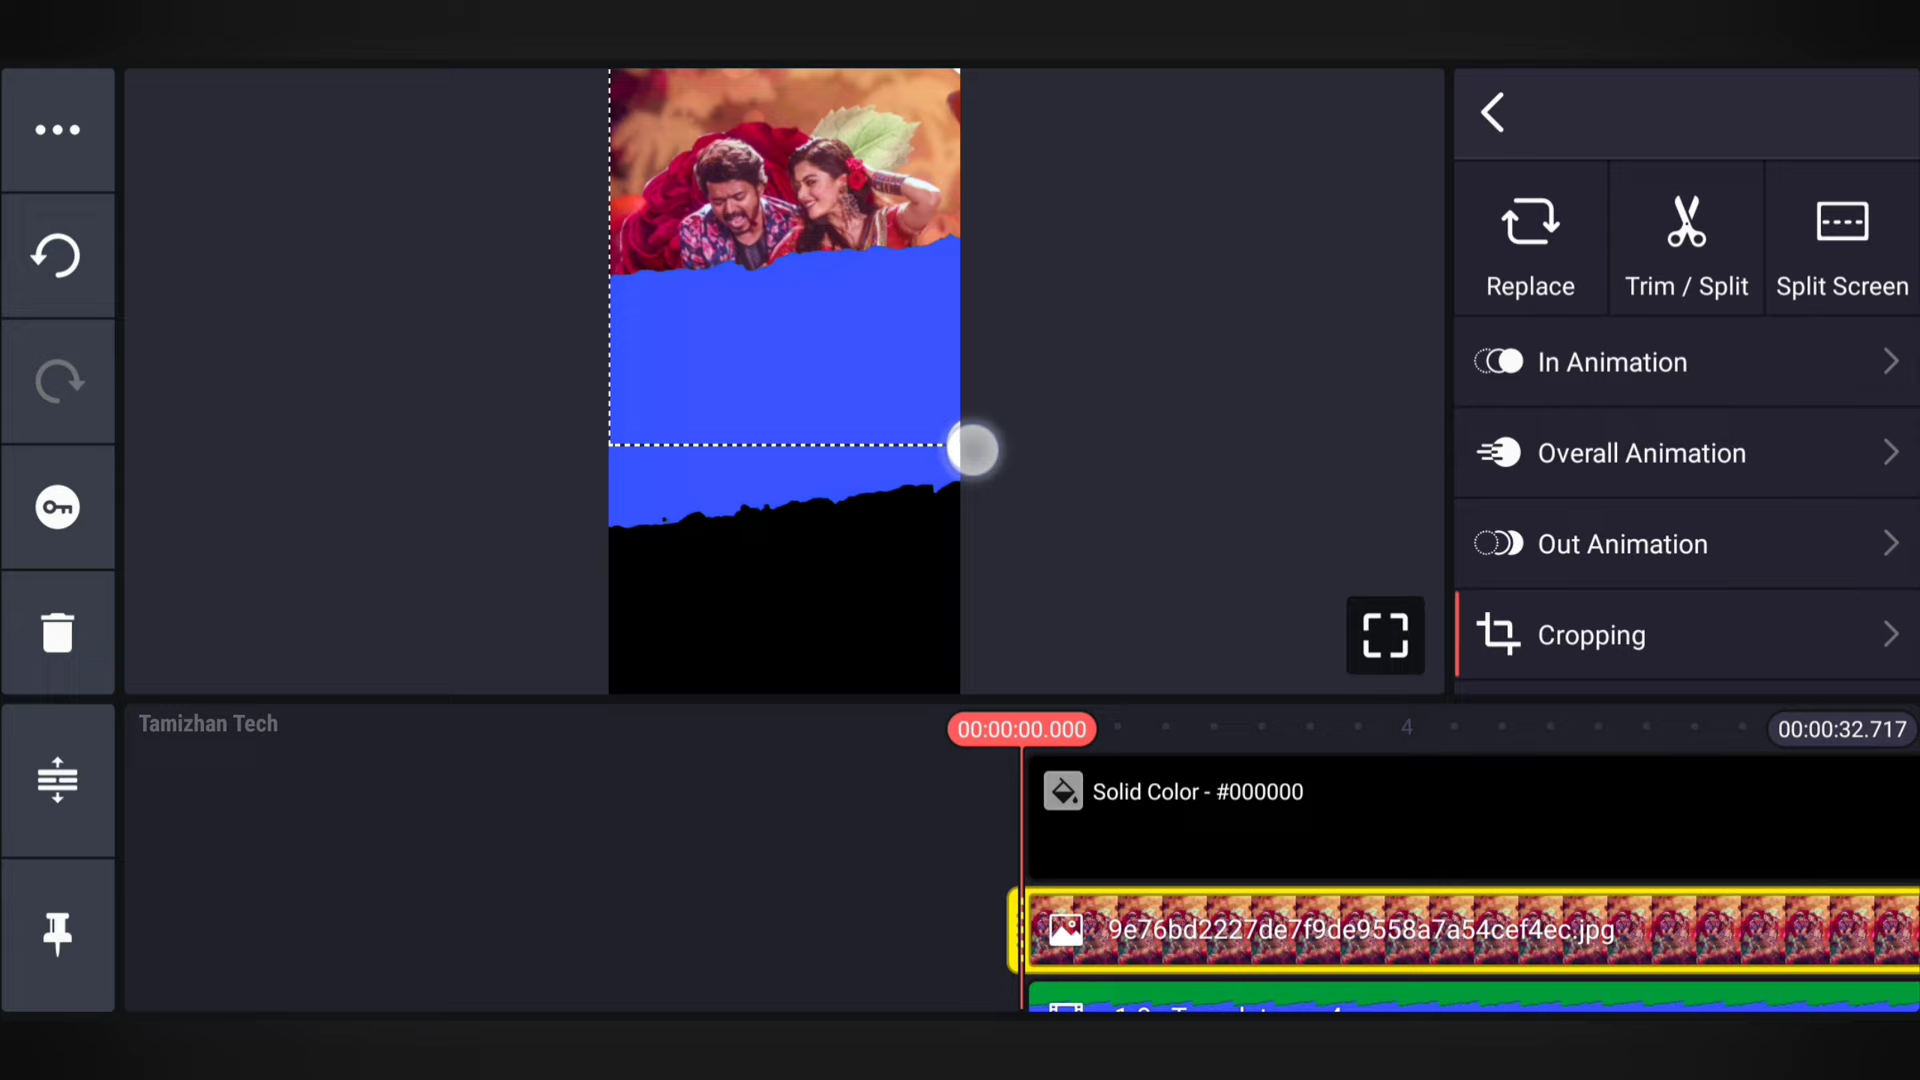 Replace
Trim / Split
Split Screen
In Animation
Overall Animation
Out Animation
Cropping
Tamizhan Tech
00:00:00.000
4
00:00:32.717
Solid Color - #000000
9e76bd2227de7f9de9558a7a54cef4ec.jpg